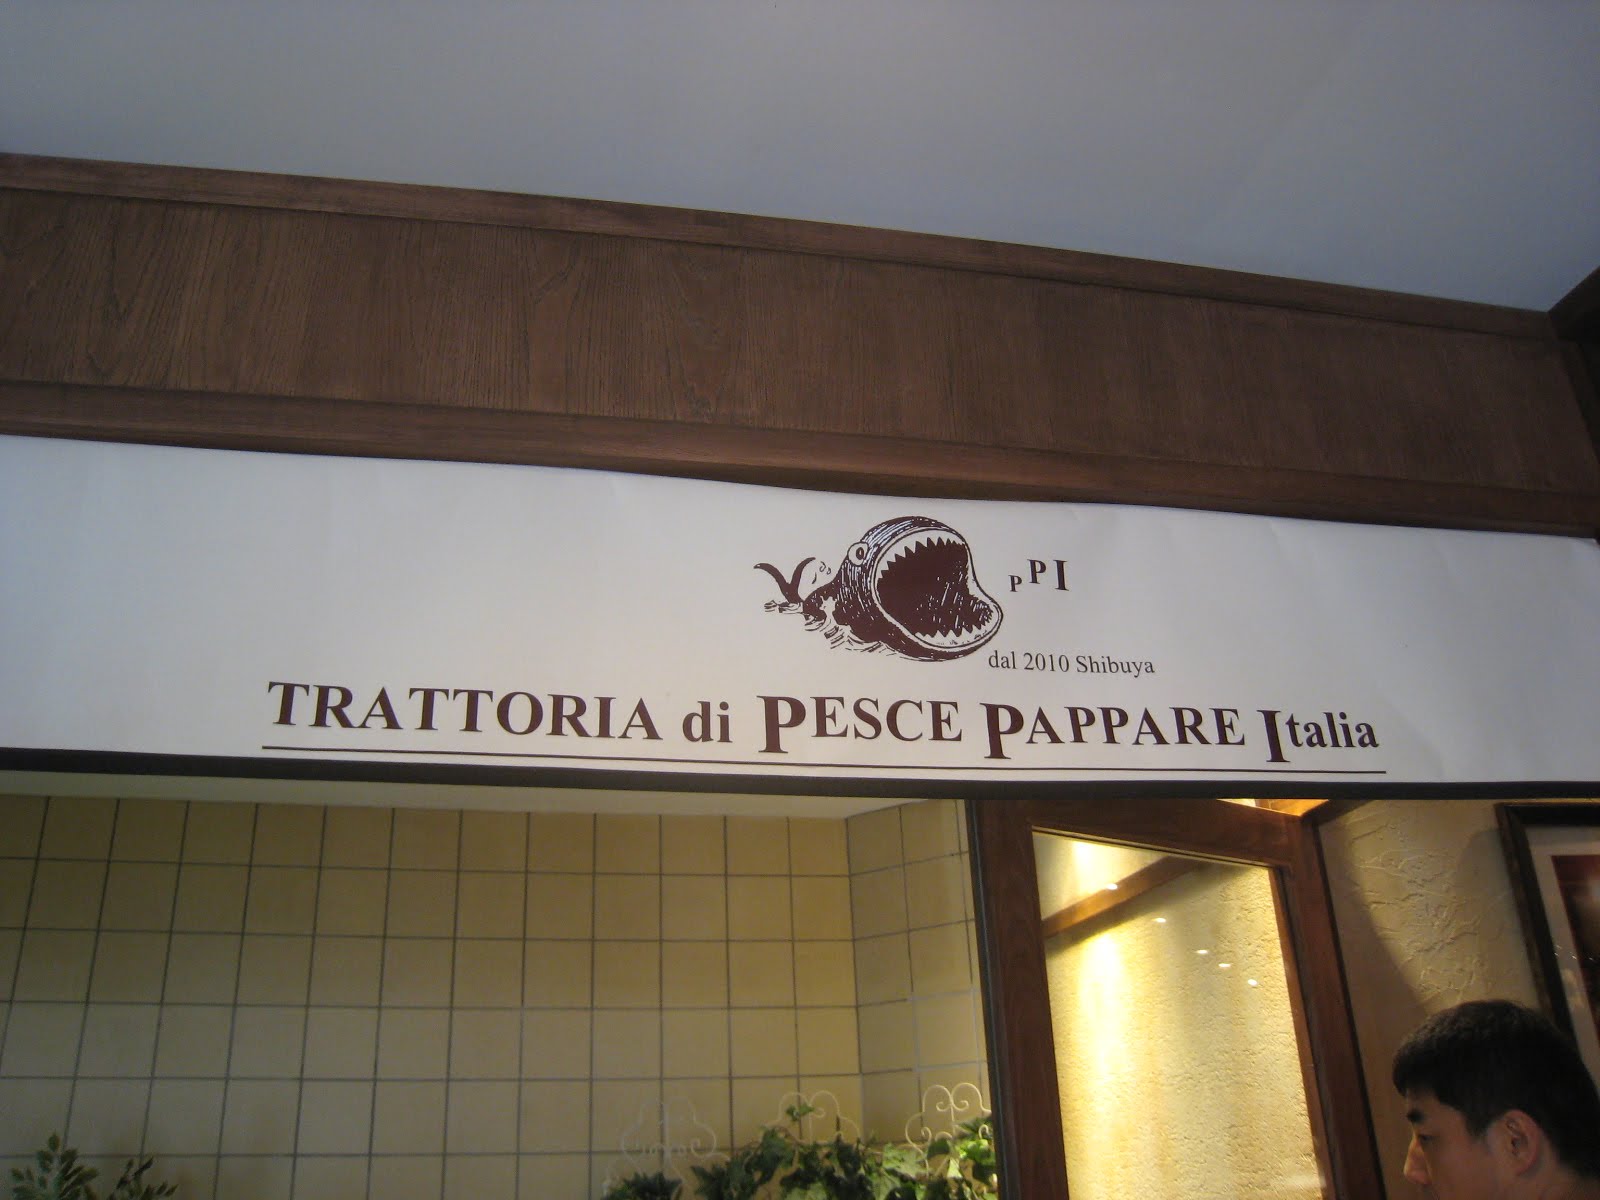 PPI
dal 2010 Shibuya
TRATTORIA di PESCE PAPPARE Italia